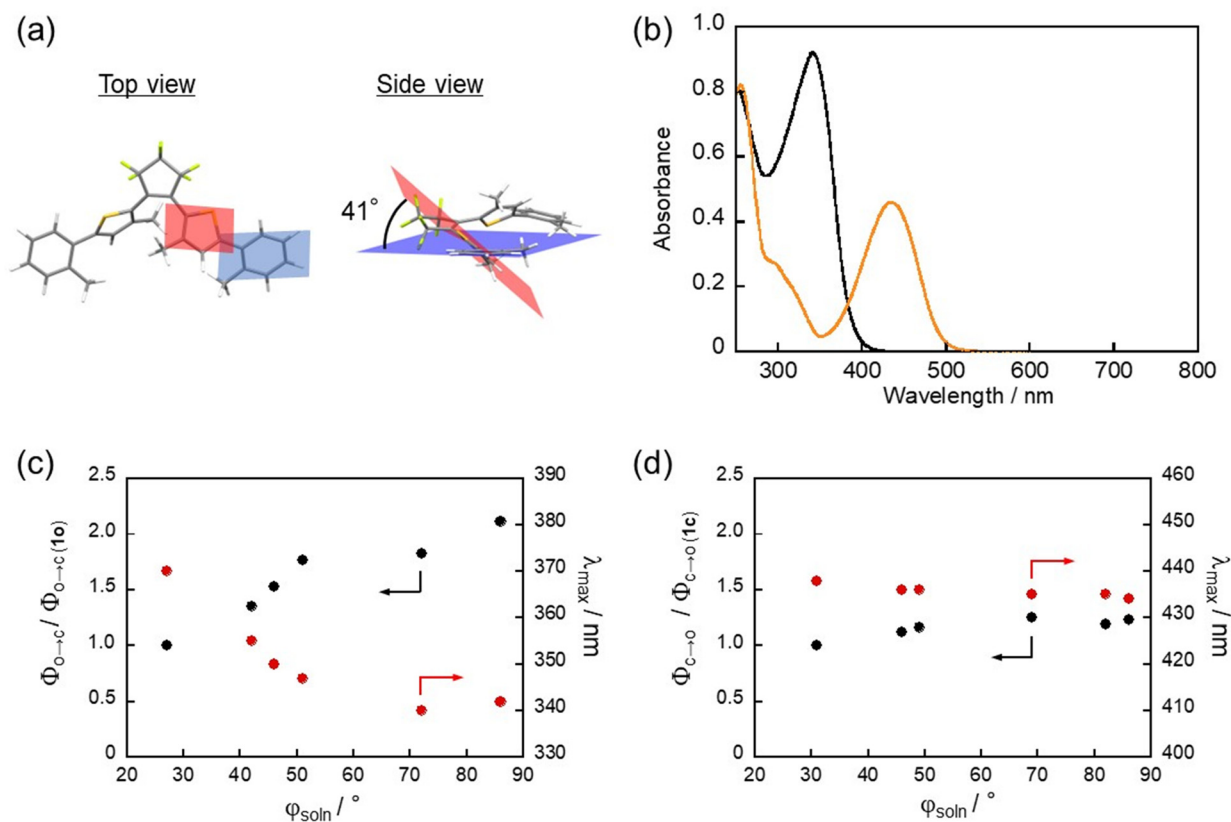 (a)
Top view
Side view
41°
(b)
1.0
0.8
0.6
0.4
0.2
0
Absorbance
300 400 500 600 700 800
Wavelength / nm
(c)
2.5
2.0
1.5
1.0
0.5
0
Φo→c / Φo→c (1o)
390
380
370
360
350
340
330
λmax / nm
20 30 40 50 60 70 80 90
φsoln / °
(d)
2.5
2.0
1.5
1.0
0.5
0
Φc→o / Φc→o (1c)
460
450
440
430
420
410
400
λmax / nm
20 30 40 50 60 70 80 90
φsoln / °